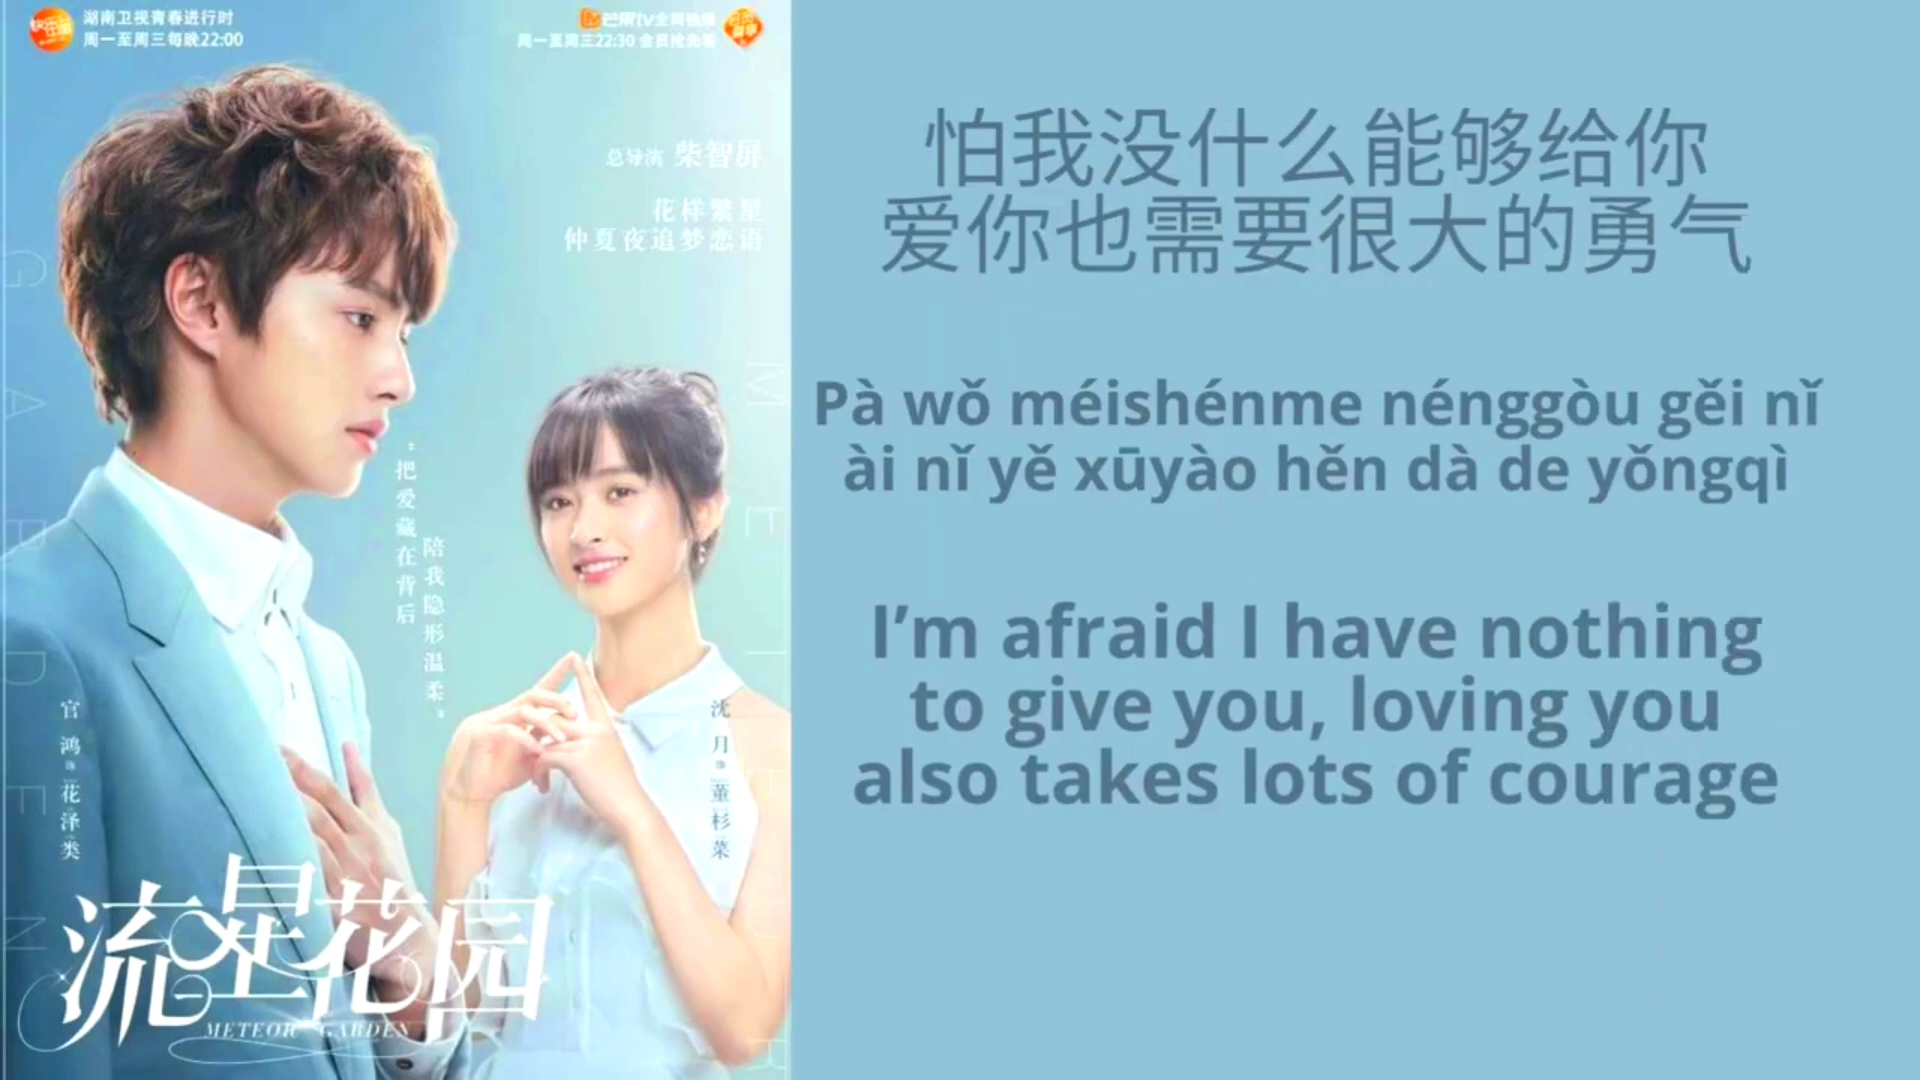 快乐中国
湖南卫视青春进行时
周一至周三每晚22:00
芒果tv全网独播
周一至周三22:30 会员抢先看
总导演 柴智屏
花样繁星
仲夏夜追梦恋语
“把爱藏在背后
陪我隐形温柔”
官鸿 饰 花泽类
沈月 饰 董杉菜
流星花园
METEOR GARDEN
GARDEN
METEOR
怕我没什么能够给你
爱你也需要很大的勇气
Pà wǒ méishénme nénggòu gěi nǐ
ài nǐ yě xūyào hěn dà de yǒngqì
I’m afraid I have nothing
to give you, loving you
also takes lots of courage